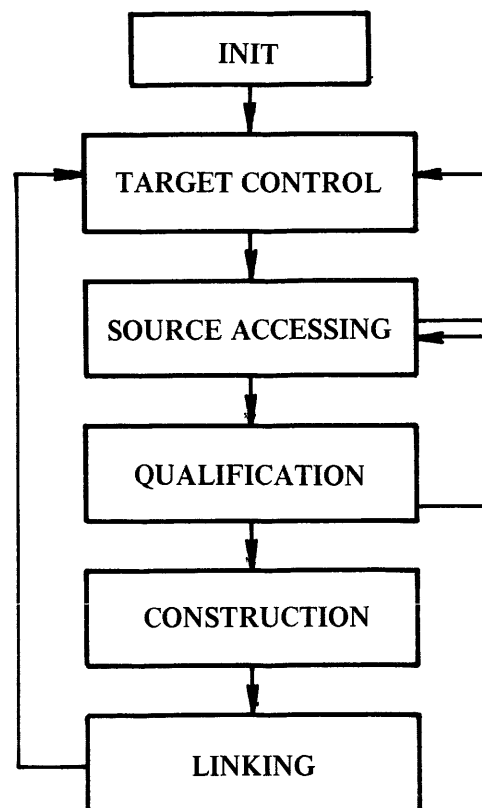 INIT
TARGET CONTROL
SOURCE ACCESSING
QUALIFICATION
CONSTRUCTION
LINKING